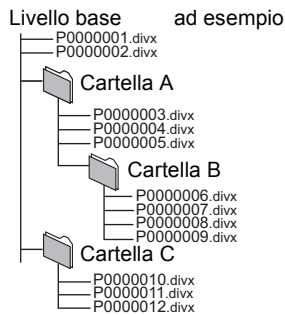 Livello base ad esempio
P0000001.divx
P0000002.divx
Cartella A
P0000003.divx
P0000004.divx
P0000005.divx
Cartella B
P0000006.divx
P0000007.divx
P0000008.divx
P0000009.divx
Cartella C
P0000010.divx
P0000011.divx
P0000012.divx